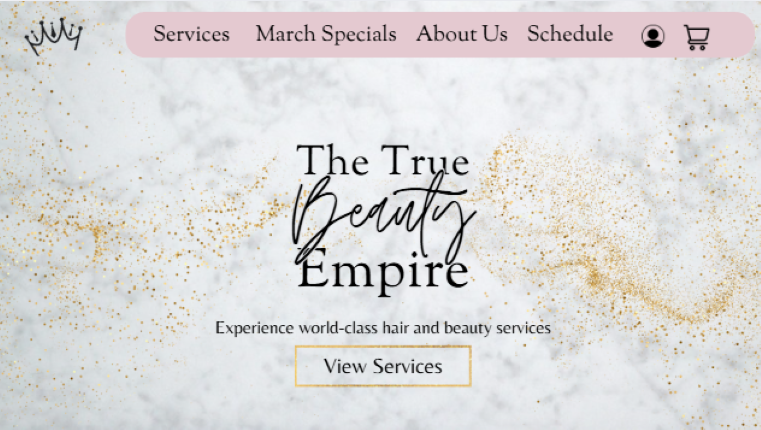 Services March Specials About Us Schedule
The True
Beauty
Empire
Experience world-class hair and beauty services
View Services